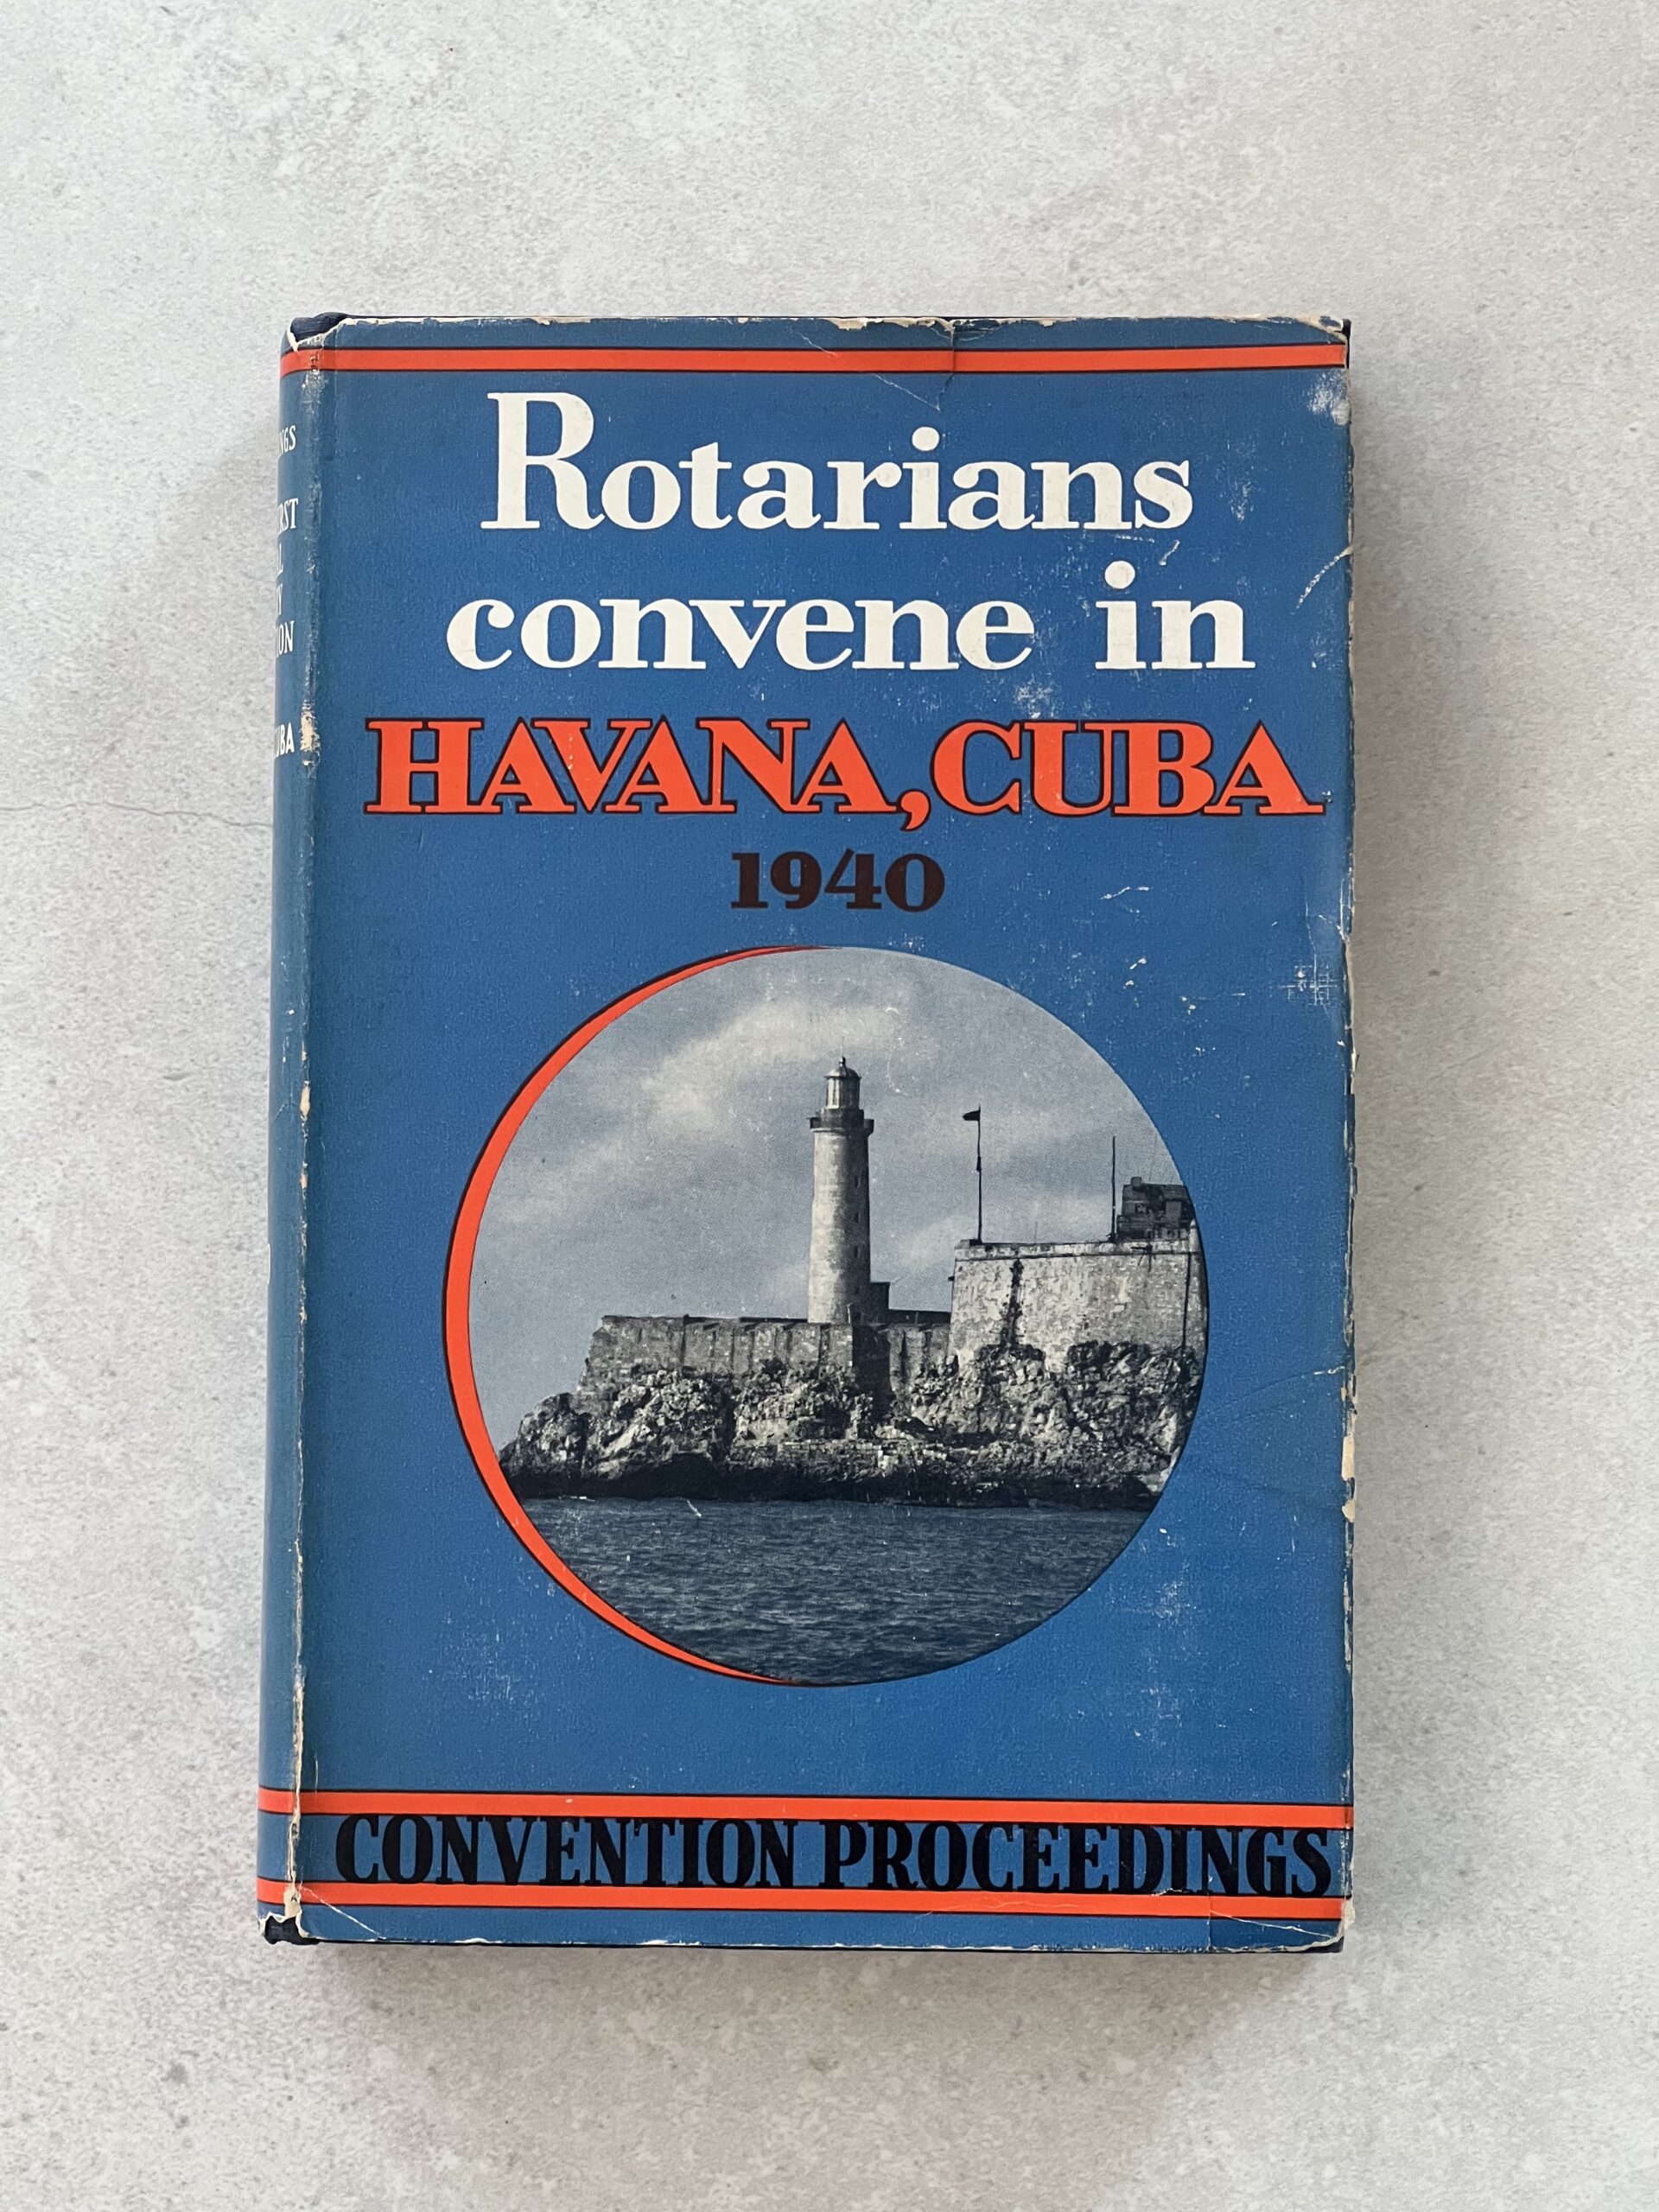 Rotarians
convene in
HAVANA, CUBA
1940
CONVENTION PROCEEDINGS